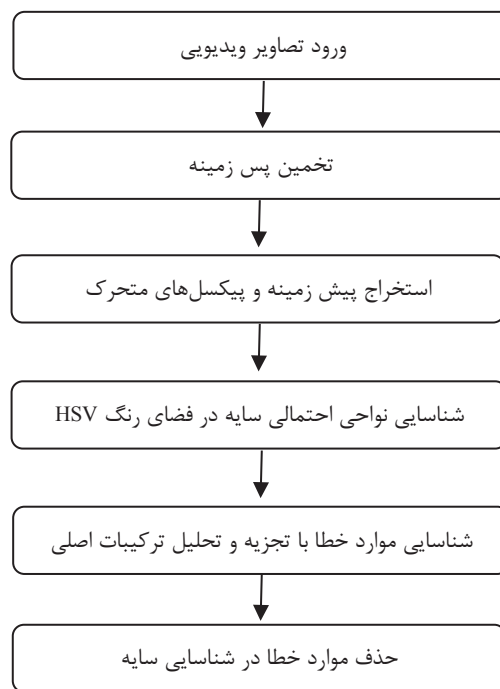 ورود تصاویر ویدیویی
تخمین پس زمینه
استخراج پیش زمینه و پیکسل‌های متحرک
شناسایی نواحی احتمالی سایه در فضای رنگ HSV
شناسایی موارد خطا با تجزیه و تحلیل ترکیبات اصلی
حذف موارد خطا در شناسایی سایه